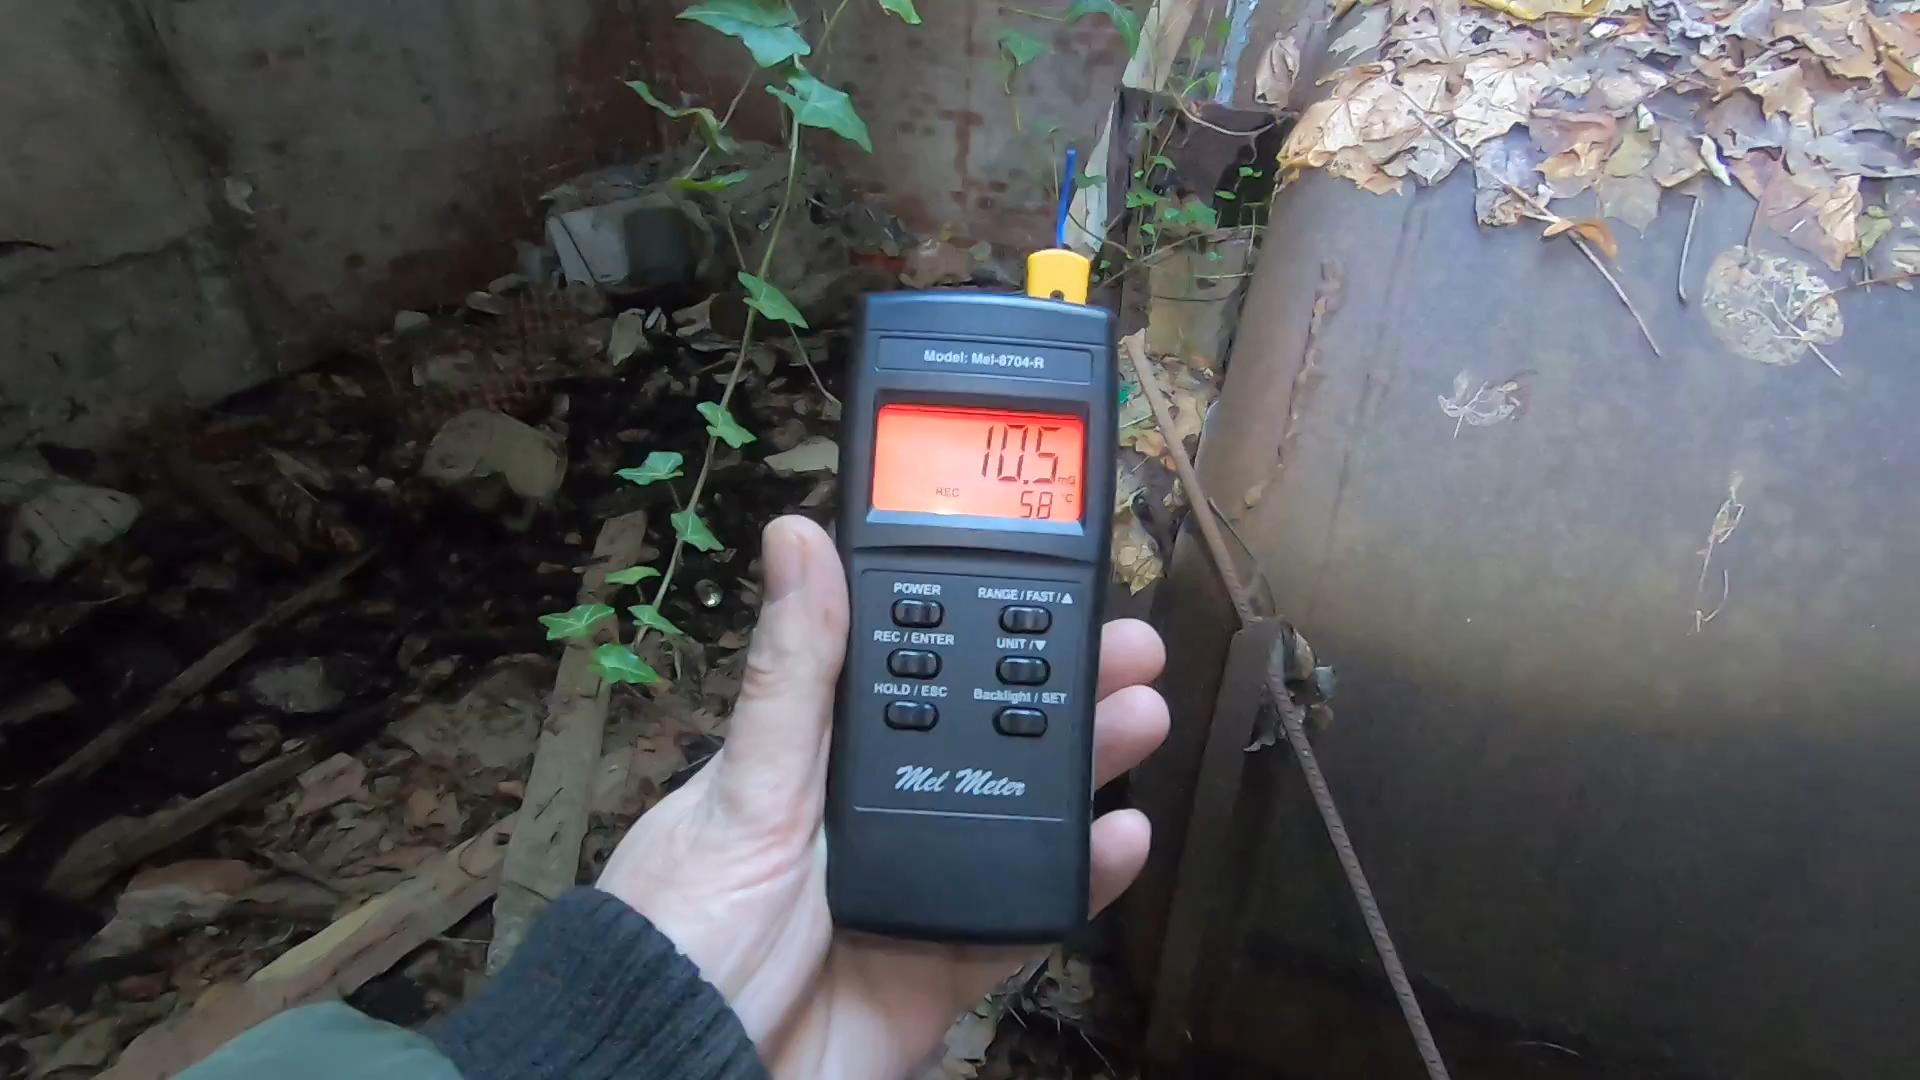 Model: Mel-8704-R
10.5 mG
REC 58 °C
POWER RANGE / FAST / ▲
REC / ENTER UNIT / ▼
HOLD / ESC Backlight / SET
Mel Meter